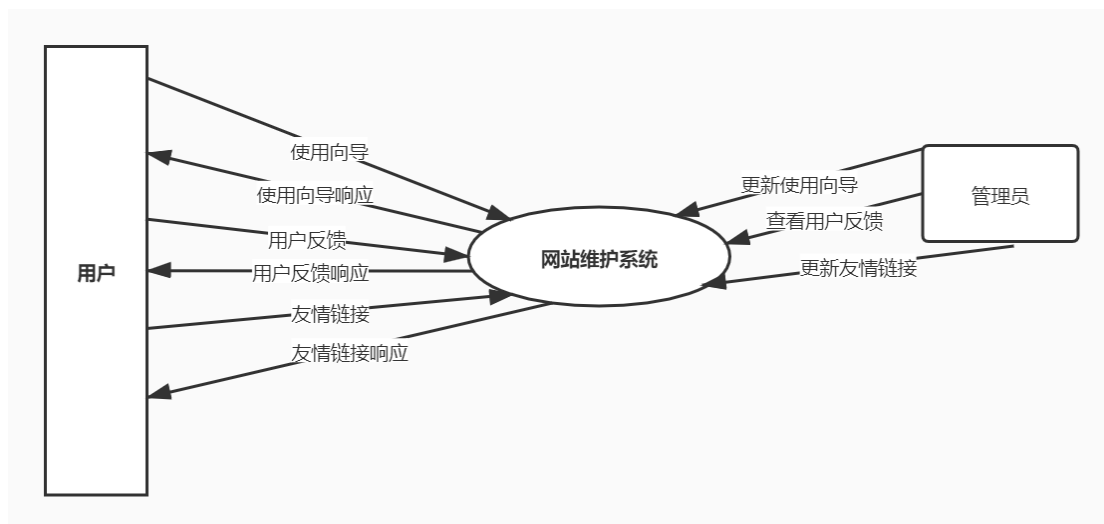 使用向导
更新使用向导
管理员
使用向导响应
查看用户反馈
用户反馈
网站维护系统
用户
用户反馈响应
更新友情链接
友情链接
友情链接响应